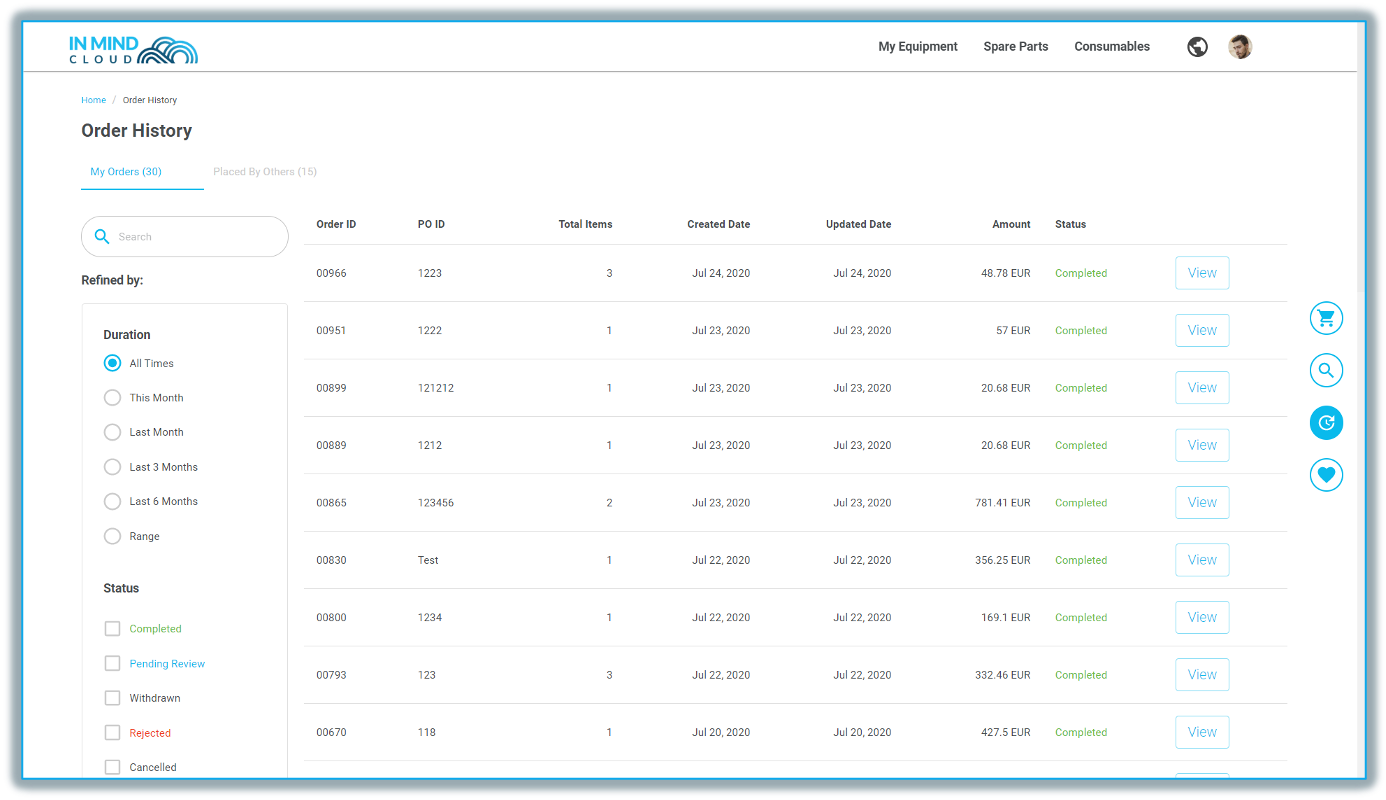 IN MIND
CLOUD
My Equipment Spare Parts Consumables
Home / Order History
Order History
My Orders (30) Placed By Others (15)
Search
Refined by:
Duration
All Times
This Month
Last Month
Last 3 Months
Last 6 Months
Range
Status
Completed
Pending Review
Withdrawn
Rejected
Cancelled
Order ID PO ID Total Items Created Date Updated Date Amount Status
00966 1223 3 Jul 24, 2020 Jul 24, 2020 48.78 EUR Completed View
00951 1222 1 Jul 23, 2020 Jul 23, 2020 57 EUR Completed View
00899 121212 1 Jul 23, 2020 Jul 23, 2020 20.68 EUR Completed View
00889 1212 1 Jul 23, 2020 Jul 23, 2020 20.68 EUR Completed View
00865 123456 2 Jul 23, 2020 Jul 23, 2020 781.41 EUR Completed View
00830 Test 1 Jul 22, 2020 Jul 22, 2020 356.25 EUR Completed View
00800 1234 1 Jul 22, 2020 Jul 22, 2020 169.1 EUR Completed View
00793 123 3 Jul 22, 2020 Jul 22, 2020 332.46 EUR Completed View
00670 118 1 Jul 20, 2020 Jul 20, 2020 427.5 EUR Completed View